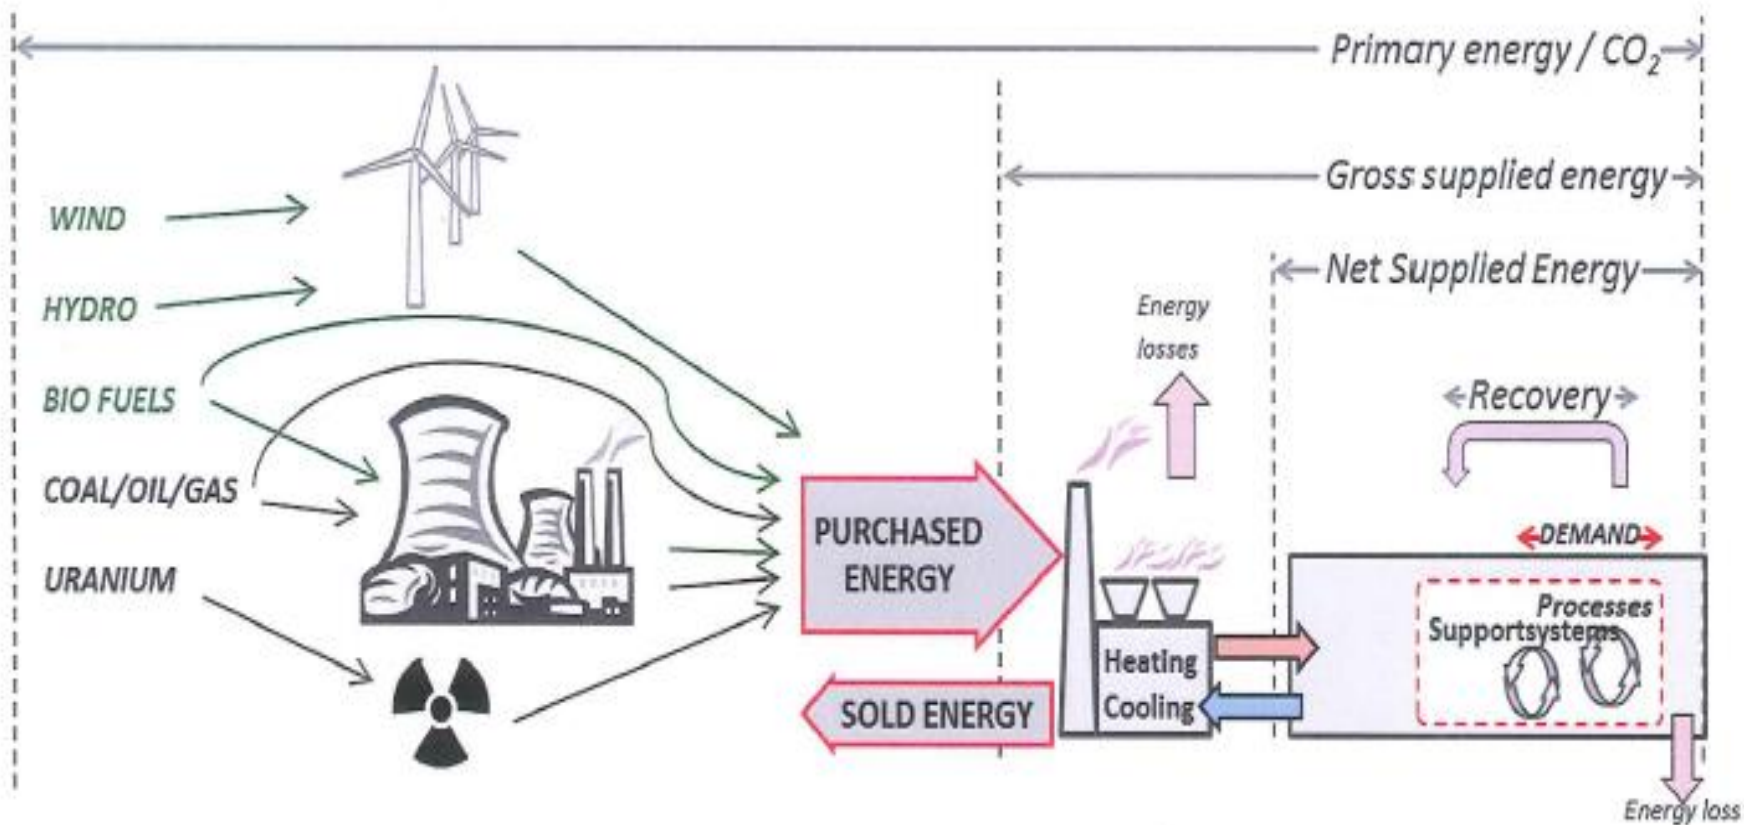 Primary energy / CO₂
Gross supplied energy
Net Supplied Energy
WIND
HYDRO
BIO FUELS
COAL/OIL/GAS
URANIUM
Energy
losses
Recovery
DEMAND
PURCHASED
ENERGY
SOLD ENERGY
Heating
Cooling
Processes
Supportsystems
Energy loss